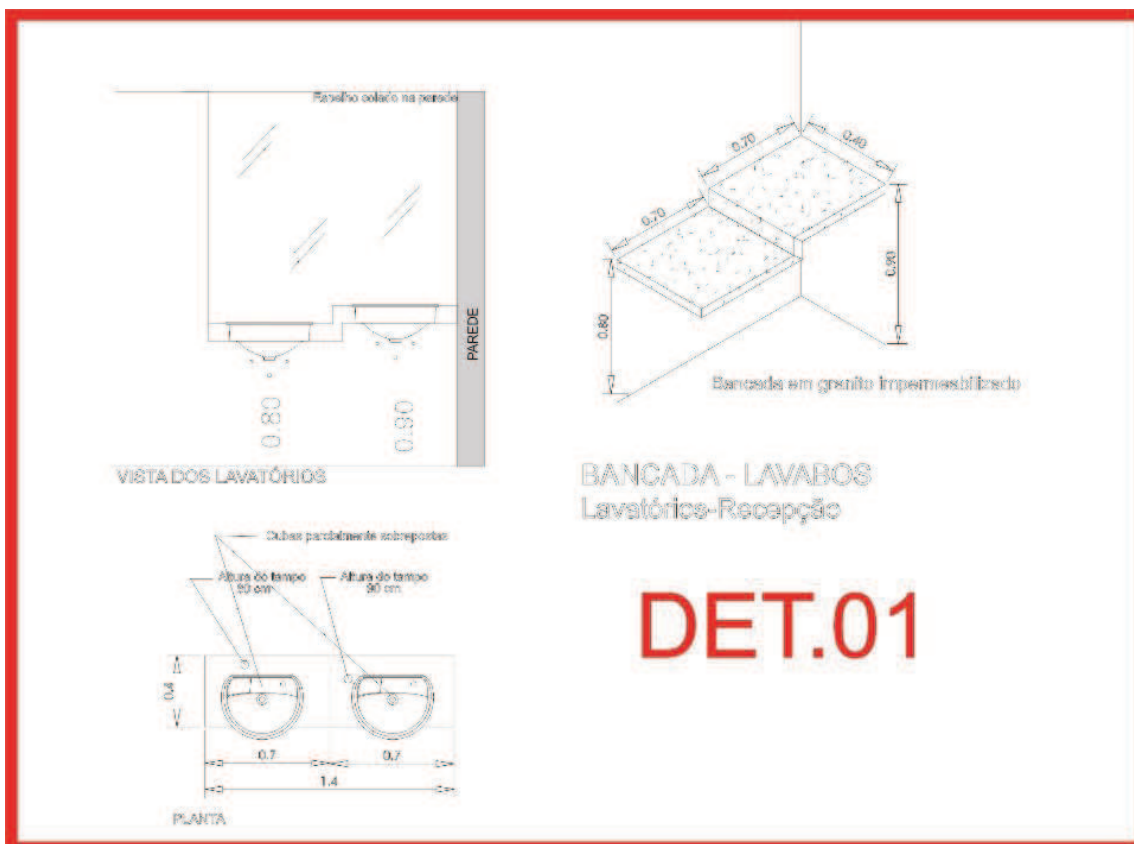 Espelho colado na parede
PAREDE
0.80
0.90
VISTA DOS LAVATÓRIOS
0.70
0.40
0.70
0.90
0.80
Bancada em granito impermeabilizado
BANCADA - LAVABOS
Lavatórios-Recepção
DET.01
Cubas parcialmente sobrepostas
Altura do tampo
80 cm
Altura do tampo
90 cm
0.4
0.7
0.7
1.4
PLANTA